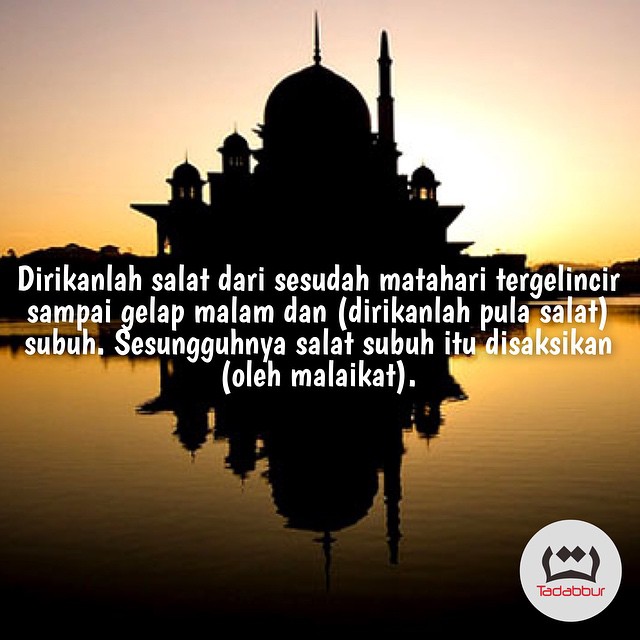 Dirikanlah salat dari sesudah matahari tergelincir
sampai gelap malam dan (dirikanlah pula salat)
subuh. Sesungguhnya salat subuh itu disaksikan
(oleh malaikat).
Tadabbur